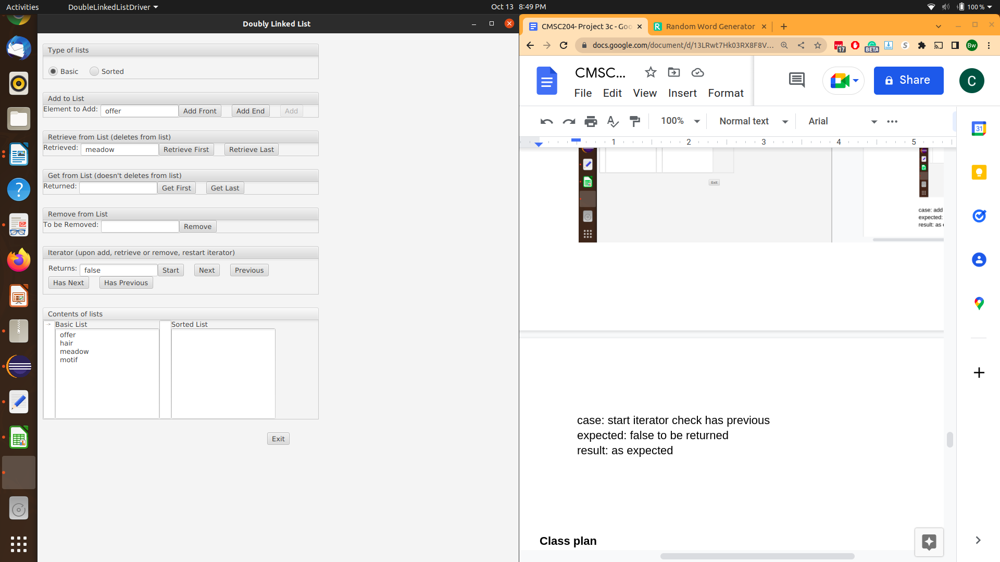 Activities
DoubleLinkedListDriver
Oct 13 8:49 PM
100 %
Doubly Linked List
Type of lists
Basic
Sorted
Add to List
Element to Add: offer Add Front Add End Add
Retrieve from List (deletes from list)
Retrieved: meadow Retrieve First Retrieve Last
Get from List (doesn't deletes from list)
Returned: Get First Get Last
Remove from List
To be Removed: Remove
Iterator (upon add, retrieve or remove, restart iterator)
Returns: false Start Next Previous
Has Next Has Previous
Contents of lists
--> Basic List Sorted List
offer
hair
meadow
motif
Exit
CMSC204- Project 3c - Goo
Random Word Generator
docs.google.com/document/d/13LRwt7Hk03RX8F8V...
17
BETA
Bw
CMSC...
Share
C
File Edit View Insert Format
100% Normal text Arial
1 2 3 4 5
31
Exit
case: add
expected:
result: as
case: start iterator check has previous
expected: false to be returned
result: as expected
Class plan